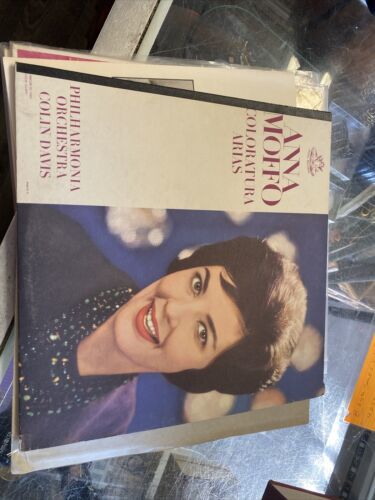 ANNA
MOFFO
COLORATURA
ARIAS
PHILHARMONIA
ORCHESTRA
COLIN DAVIS